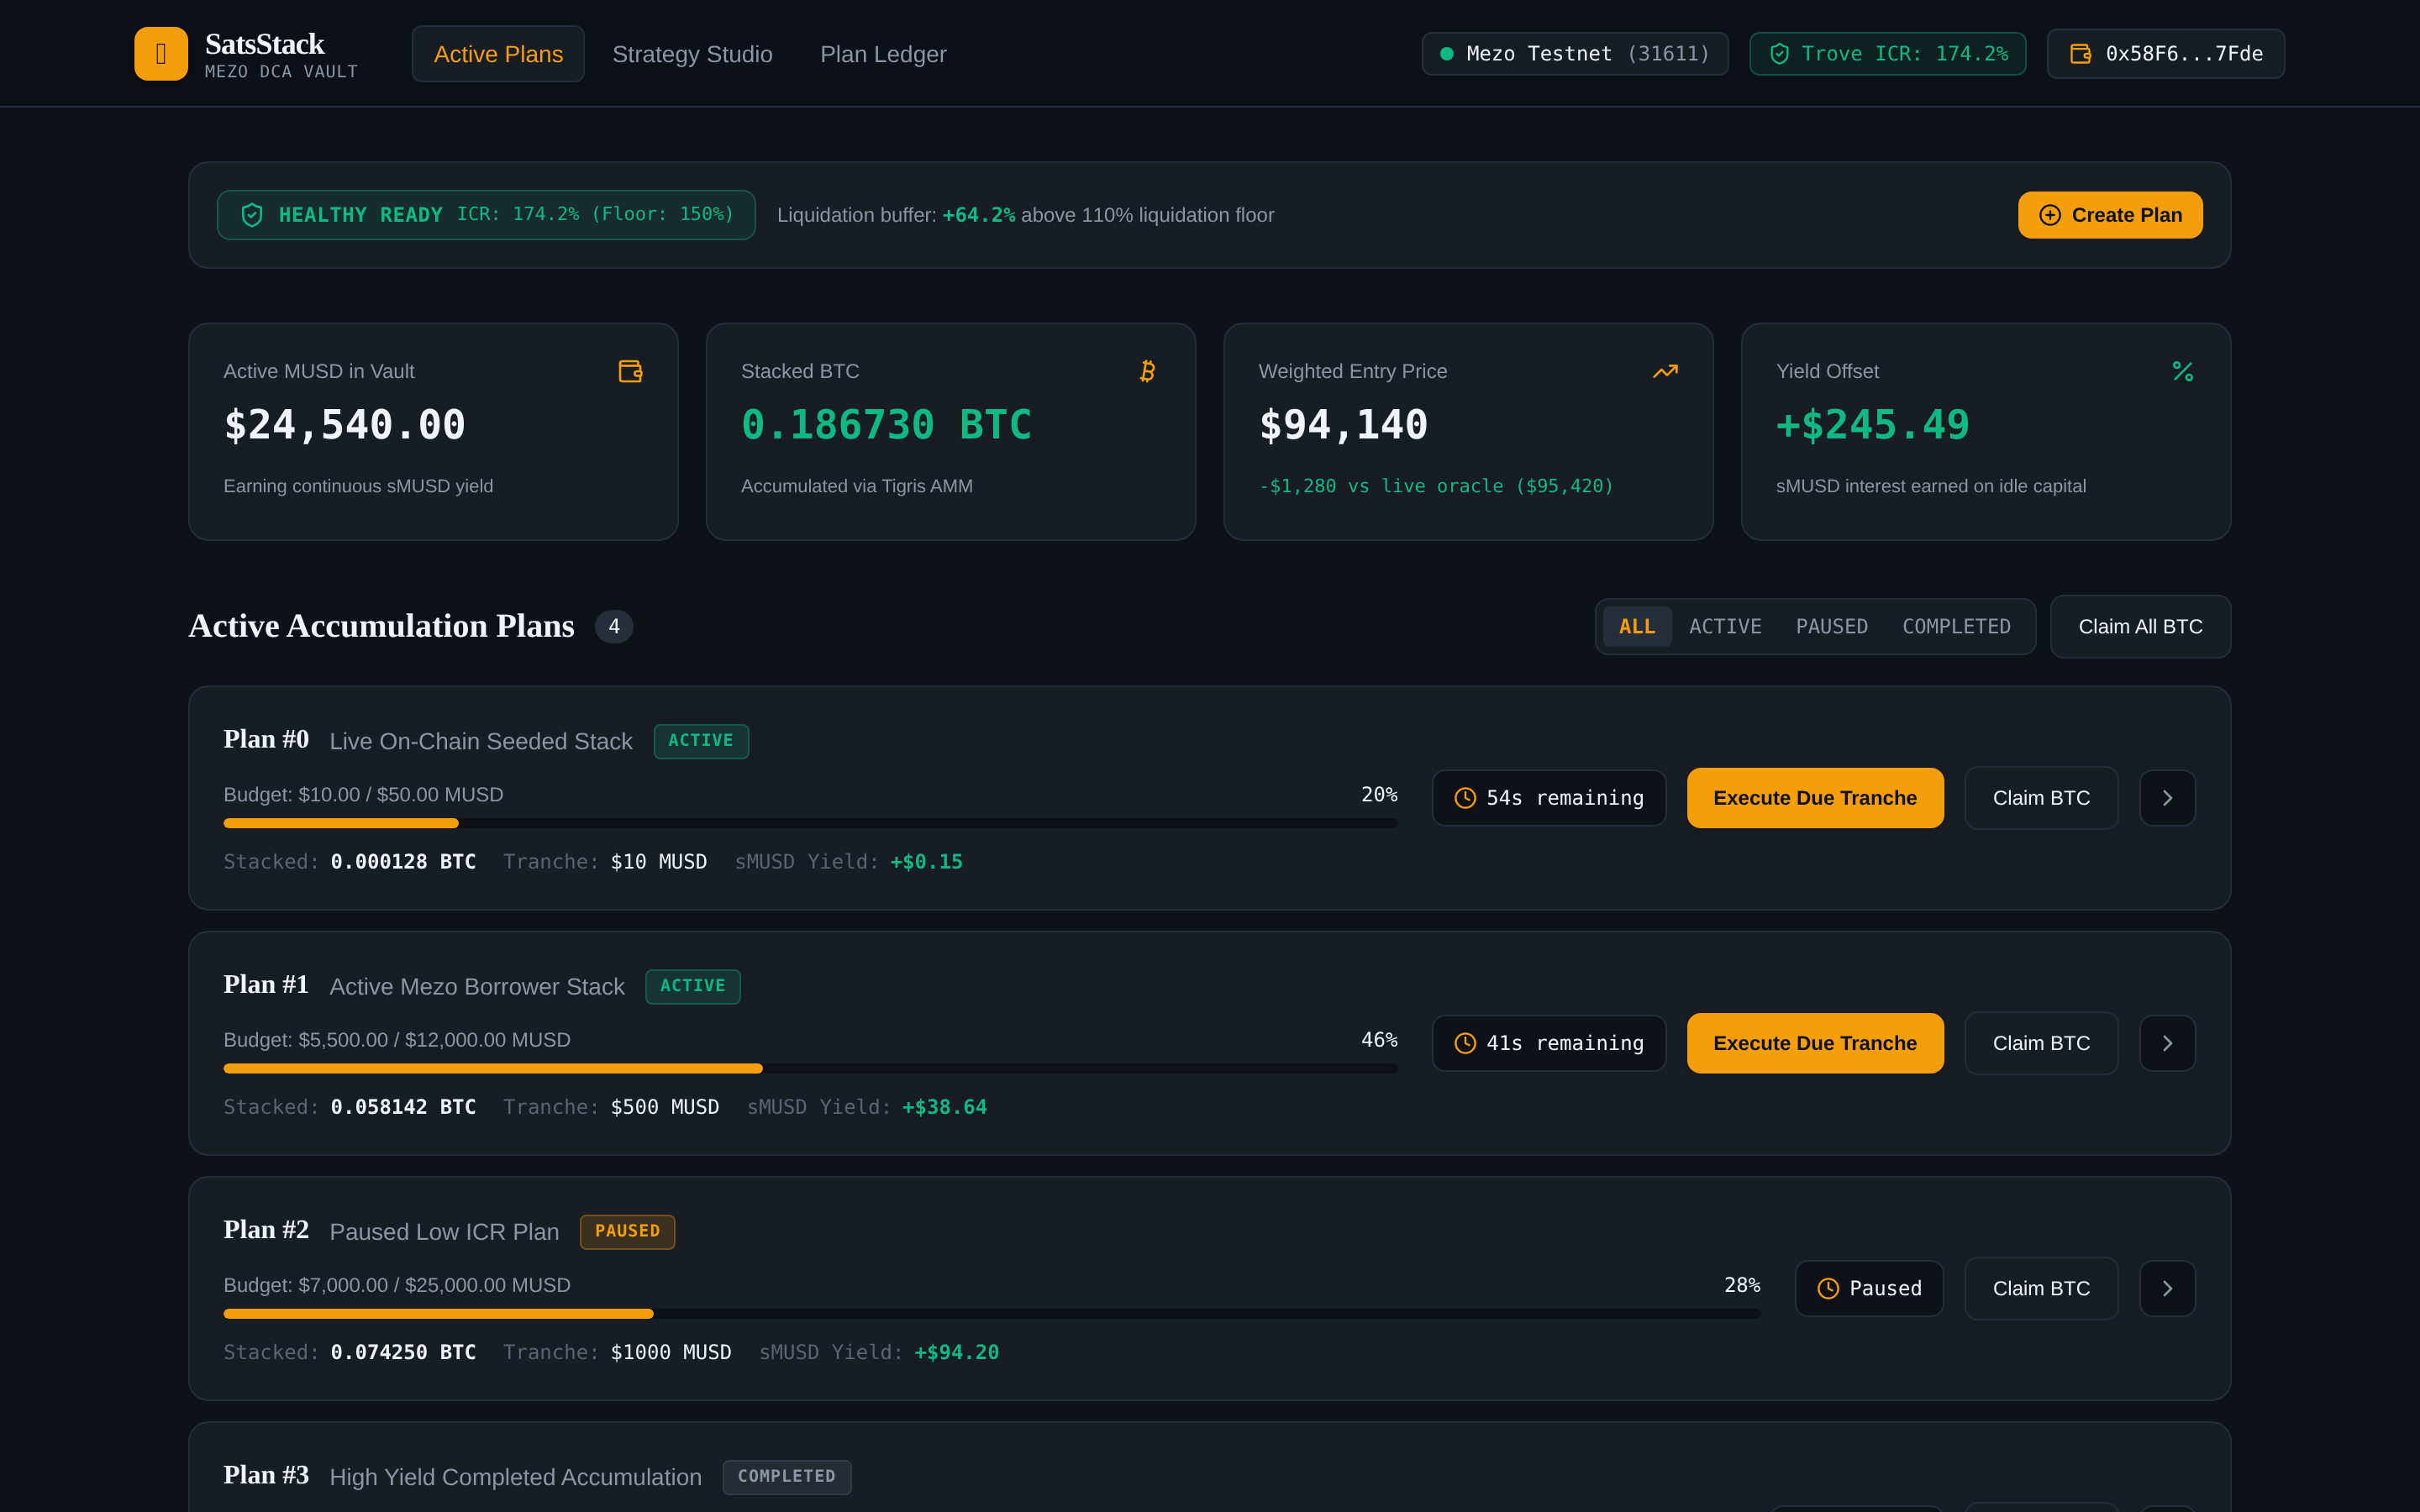 SatsStack
MEZO DCA VAULT
Active Plans
Strategy Studio
Plan Ledger
Mezo Testnet (31611)
Trove ICR: 174.2%
0x58F6...7Fde
HEALTHY READY ICR: 174.2% (Floor: 150%)
Liquidation buffer: +64.2% above 110% liquidation floor
Create Plan
Active MUSD in Vault
$24,540.00
Earning continuous sMUSD yield
Stacked BTC
0.186730 BTC
Accumulated via Tigris AMM
Weighted Entry Price
$94,140
-$1,280 vs live oracle ($95,420)
Yield Offset
+$245.49
sMUSD interest earned on idle capital
Active Accumulation Plans 4
ALL ACTIVE PAUSED COMPLETED
Claim All BTC
Plan #0 Live On-Chain Seeded Stack ACTIVE
Budget: $10.00 / $50.00 MUSD 20%
Stacked: 0.000128 BTC Tranche: $10 MUSD sMUSD Yield: +$0.15
54s remaining
Execute Due Tranche
Claim BTC
Plan #1 Active Mezo Borrower Stack ACTIVE
Budget: $5,500.00 / $12,000.00 MUSD 46%
Stacked: 0.058142 BTC Tranche: $500 MUSD sMUSD Yield: +$38.64
41s remaining
Execute Due Tranche
Claim BTC
Plan #2 Paused Low ICR Plan PAUSED
Budget: $7,000.00 / $25,000.00 MUSD 28%
Stacked: 0.074250 BTC Tranche: $1000 MUSD sMUSD Yield: +$94.20
Paused
Claim BTC
Plan #3 High Yield Completed Accumulation COMPLETED